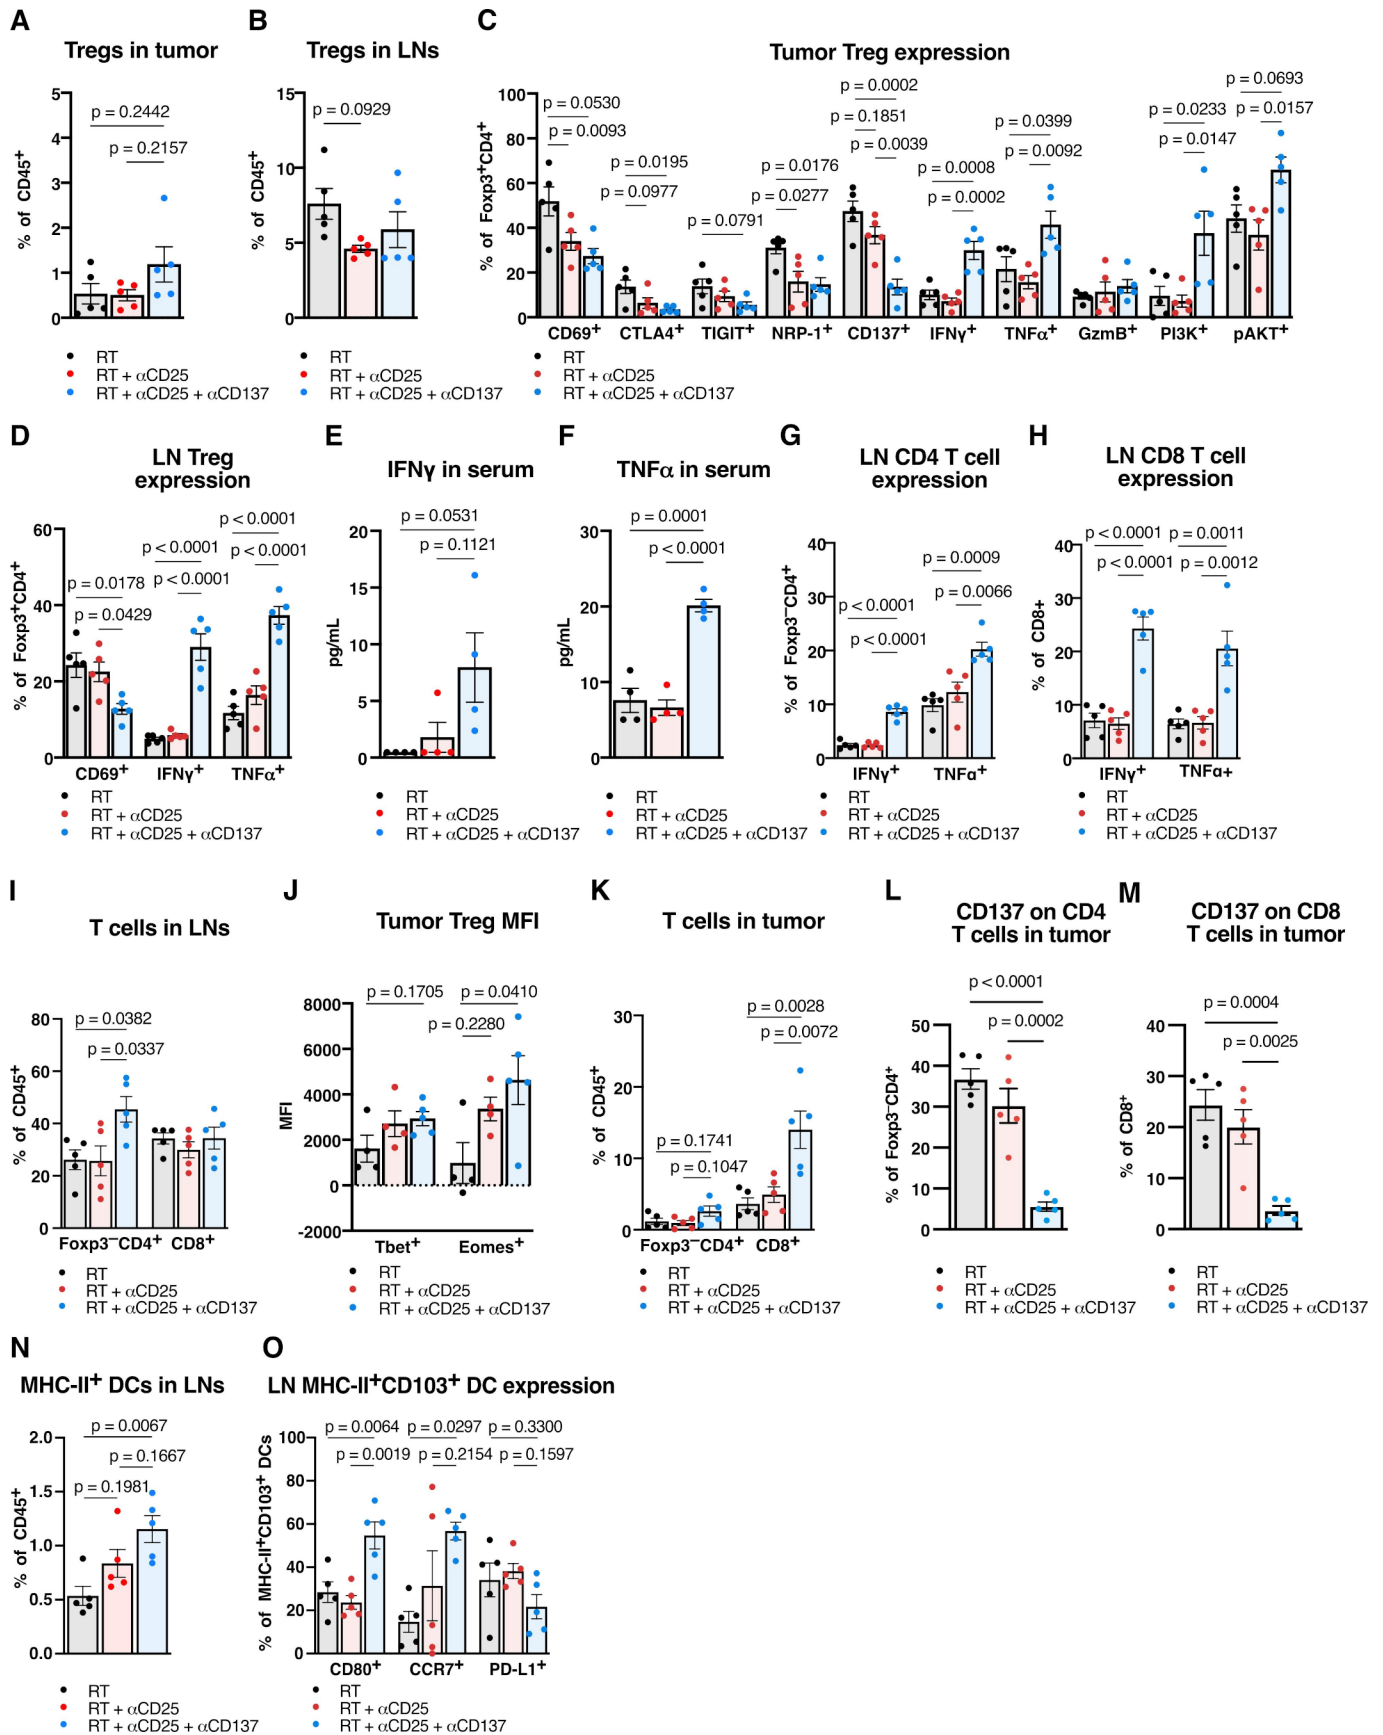 A
Tregs in tumor
% of CD45⁺
5
4
3
2
1
0
p = 0.2442
p = 0.2157
RT
RT + αCD25
RT + αCD25 + αCD137
B
Tregs in LNs
% of CD45⁺
15
10
5
0
p = 0.0929
RT
RT + αCD25
RT + αCD25 + αCD137
C
Tumor Treg expression
% of Foxp3⁺CD4⁺
100
80
60
40
20
0
p = 0.0530
p = 0.0093
p = 0.0195
p = 0.0977
p = 0.0791
p = 0.0176
p = 0.0277
p = 0.0002
p = 0.1851
p = 0.0039
p = 0.0008
p = 0.0002
p = 0.0399
p = 0.0092
p = 0.0233
p = 0.0147
p = 0.0693
p = 0.0157
CD69⁺ CTLA4⁺ TIGIT⁺ NRP-1⁺ CD137⁺ IFNγ⁺ TNFα⁺ GzmB⁺ PI3K⁺ pAKT⁺
RT
RT + αCD25
RT + αCD25 + αCD137
D
LN Treg
expression
% of Foxp3⁺CD4⁺
60
40
20
0
p = 0.0178
p = 0.0429
p < 0.0001
p < 0.0001
p < 0.0001
p < 0.0001
CD69⁺ IFNγ⁺ TNFα⁺
RT
RT + αCD25
RT + αCD25 + αCD137
E
IFNγ in serum
pg/mL
20
15
10
5
0
p = 0.0531
p = 0.1121
RT
RT + αCD25
RT + αCD25 + αCD137
F
TNFα in serum
pg/mL
30
20
10
0
p = 0.0001
p < 0.0001
RT
RT + αCD25
RT + αCD25 + αCD137
G
LN CD4 T cell
expression
% of Foxp3⁻CD4⁺
40
30
20
10
0
p < 0.0001
p < 0.0001
p = 0.0009
p = 0.0066
IFNγ⁺ TNFα⁺
RT
RT + αCD25
RT + αCD25 + αCD137
H
LN CD8 T cell
expression
% of CD8+
40
30
20
10
0
p < 0.0001
p < 0.0001
p = 0.0011
p = 0.0012
IFNγ⁺ TNFα+
RT
RT + αCD25
RT + αCD25 + αCD137
I
T cells in LNs
% of CD45⁺
80
60
40
20
0
p = 0.0382
p = 0.0337
Foxp3⁻CD4⁺ CD8⁺
RT
RT + αCD25
RT + αCD25 + αCD137
J
Tumor Treg MFI
MFI
8000
6000
4000
2000
0
-2000
p = 0.1705
p = 0.0410
p = 0.2280
Tbet⁺ Eomes⁺
RT
RT + αCD25
RT + αCD25 + αCD137
K
T cells in tumor
% of CD45⁺
30
20
10
0
p = 0.1741
p = 0.1047
p = 0.0028
p = 0.0072
Foxp3⁻CD4⁺ CD8⁺
RT
RT + αCD25
RT + αCD25 + αCD137
L
CD137 on CD4
T cells in tumor
% of Foxp3⁻CD4⁺
50
40
30
20
10
0
p < 0.0001
p = 0.0002
RT
RT + αCD25
RT + αCD25 + αCD137
M
CD137 on CD8
T cells in tumor
% of CD8⁺
40
30
20
10
0
p = 0.0004
p = 0.0025
RT
RT + αCD25
RT + αCD25 + αCD137
N
MHC-II⁺ DCs in LNs
% of CD45⁺
2.0
1.5
1.0
0.5
0.0
p = 0.0067
p = 0.1667
p = 0.1981
RT
RT + αCD25
RT + αCD25 + αCD137
O
LN MHC-II⁺CD103⁺ DC expression
% of MHC-II⁺CD103⁺ DCs
100
80
60
40
20
0
p = 0.0064
p = 0.0019
p = 0.0297
p = 0.2154
p = 0.3300
p = 0.1597
CD80⁺ CCR7⁺ PD-L1⁺
RT
RT + αCD25
RT + αCD25 + αCD137